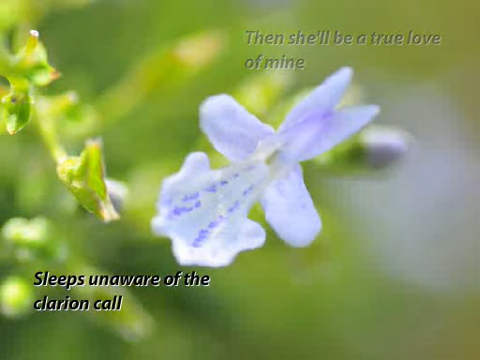 Then she'll be a true love
of mine
Sleeps unaware of the
clarion call